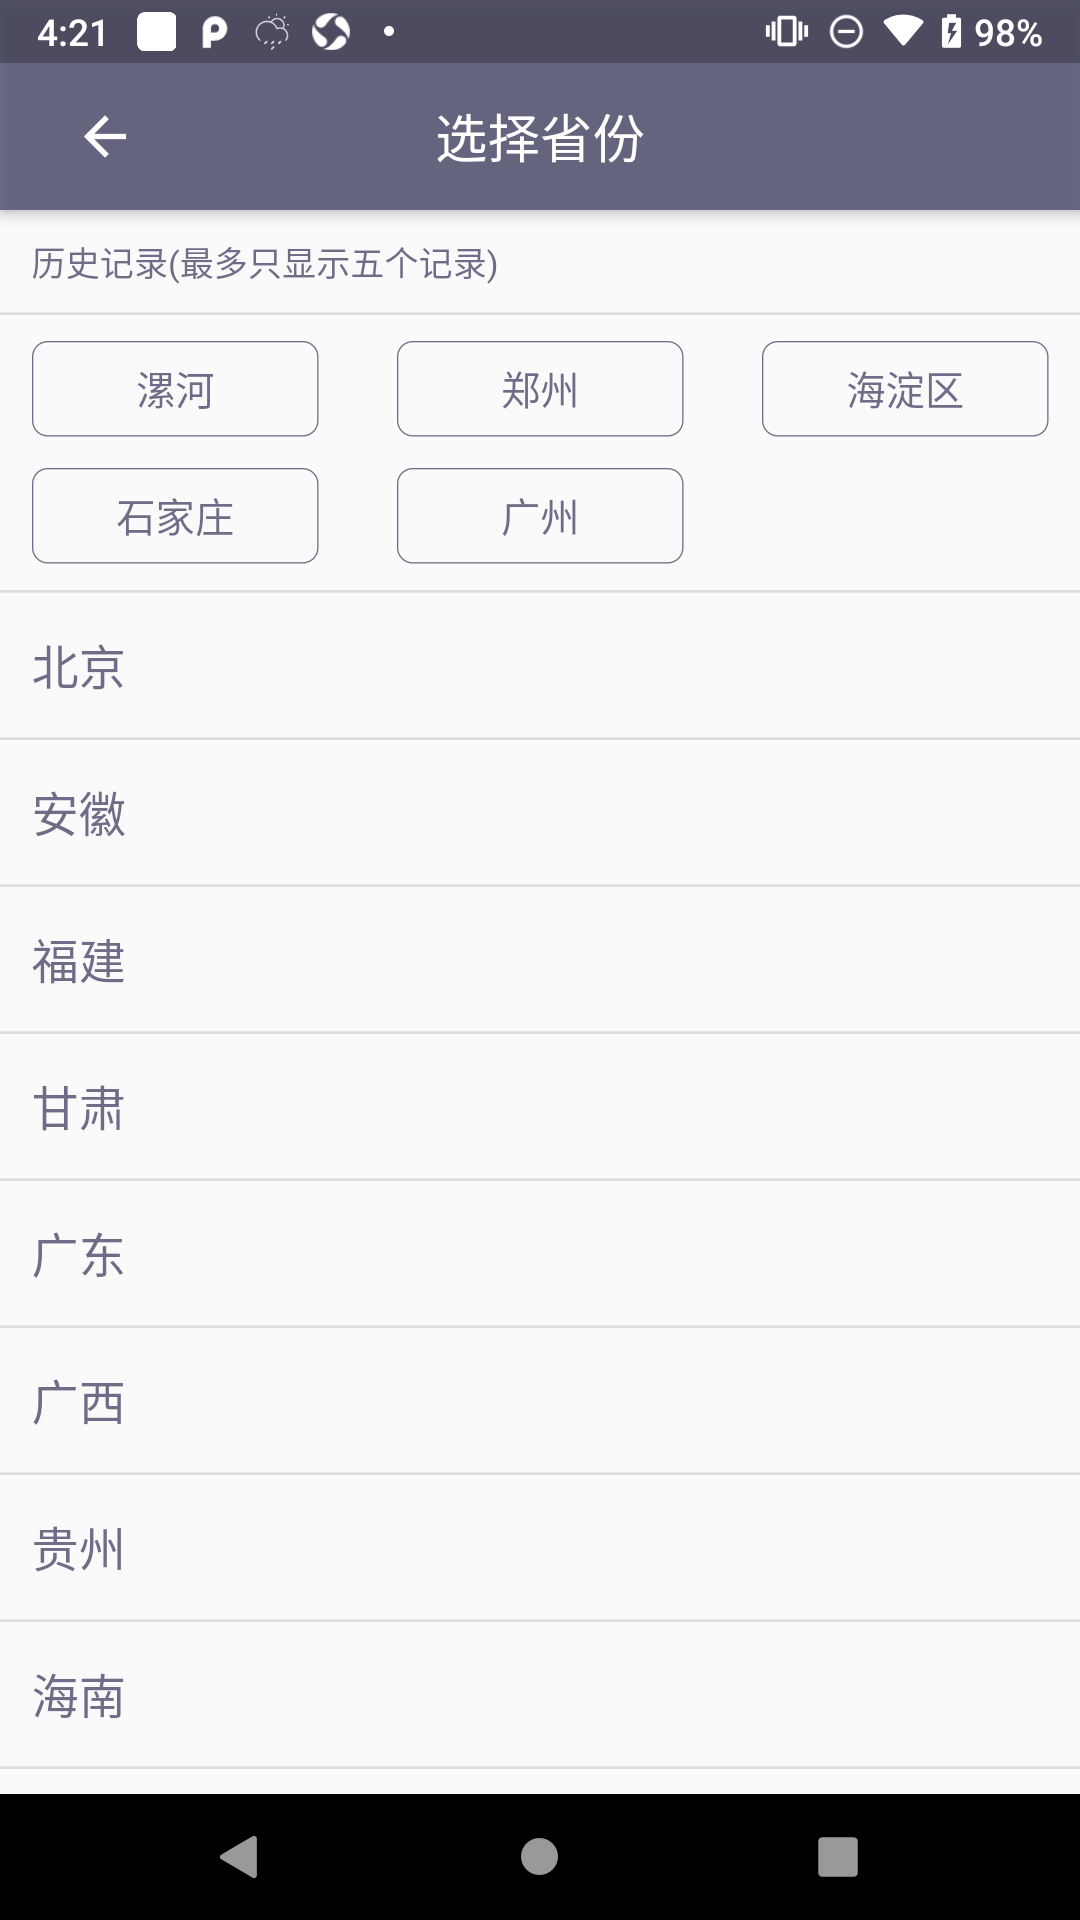 4:21
98%
选择省份
历史记录(最多只显示五个记录)
漯河 郑州 海淀区
石家庄 广州
北京
安徽
福建
甘肃
广东
广西
贵州
海南